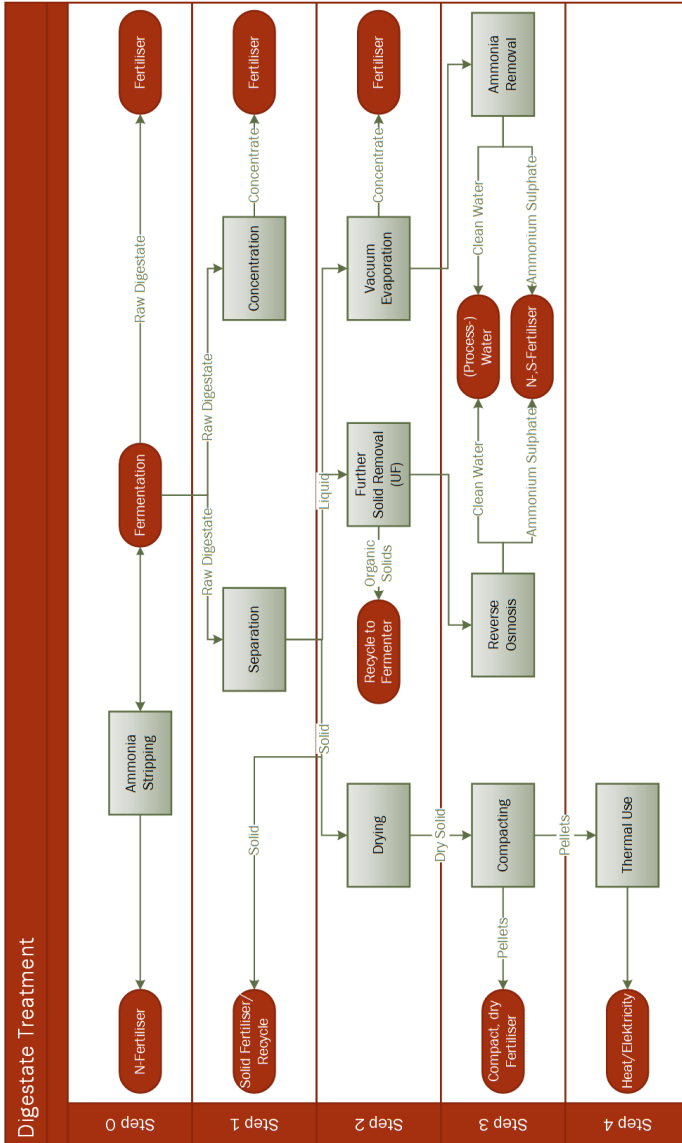 Digestate Treatment
Step 0
N-Fertiliser
Ammonia
Stripping
Fermentation
Raw Digestate
Fertiliser
Step 1
Solid Fertiliser/
Recycle
Solid
Separation
Raw Digestate
Raw Digestate
Concentration
Concentrate
Fertiliser
Solid
Liquid
Step 2
Drying
Recycle to
Fermenter
Organic
Solids
Further
Solid Removal
(UF)
Vacuum
Evaporation
Concentrate
Fertiliser
Dry Solid
Step 3
Compact, dry
Fertiliser
Pellets
Compacting
Reverse
Osmosis
Clean Water
Ammonium Sulphate
(Process-)
Water
N-,S-Fertiliser
Clean Water
Ammonium Sulphate
Ammonia
Removal
Pellets
Step 4
Heat/Elektricity
Thermal Use